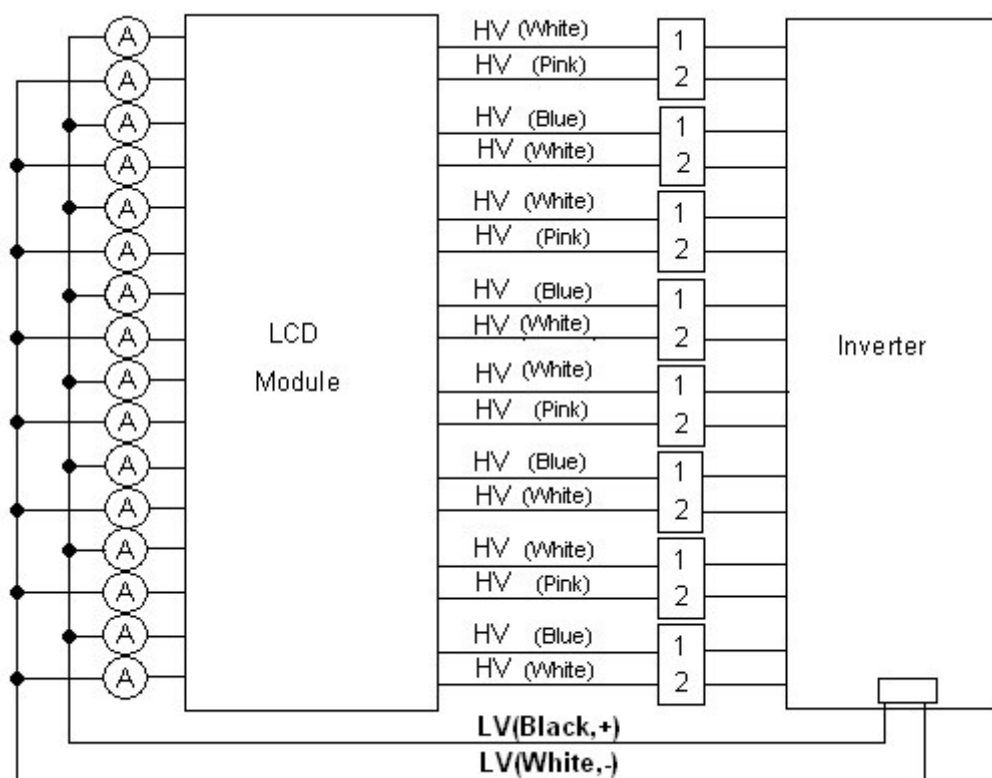 A HV (White) 1
A HV (Pink) 2
A HV (Blue) 1
A HV (White) 2
A HV (White) 1
A HV (Pink) 2
A HV (Blue) 1
A HV (White) 2
LCD
Module
Inverter
A HV (White) 1
A HV (Pink) 2
A HV (Blue) 1
A HV (White) 2
A HV (White) 1
A HV (Pink) 2
A HV (Blue) 1
A HV (White) 2
LV(Black,+)
LV(White,-)